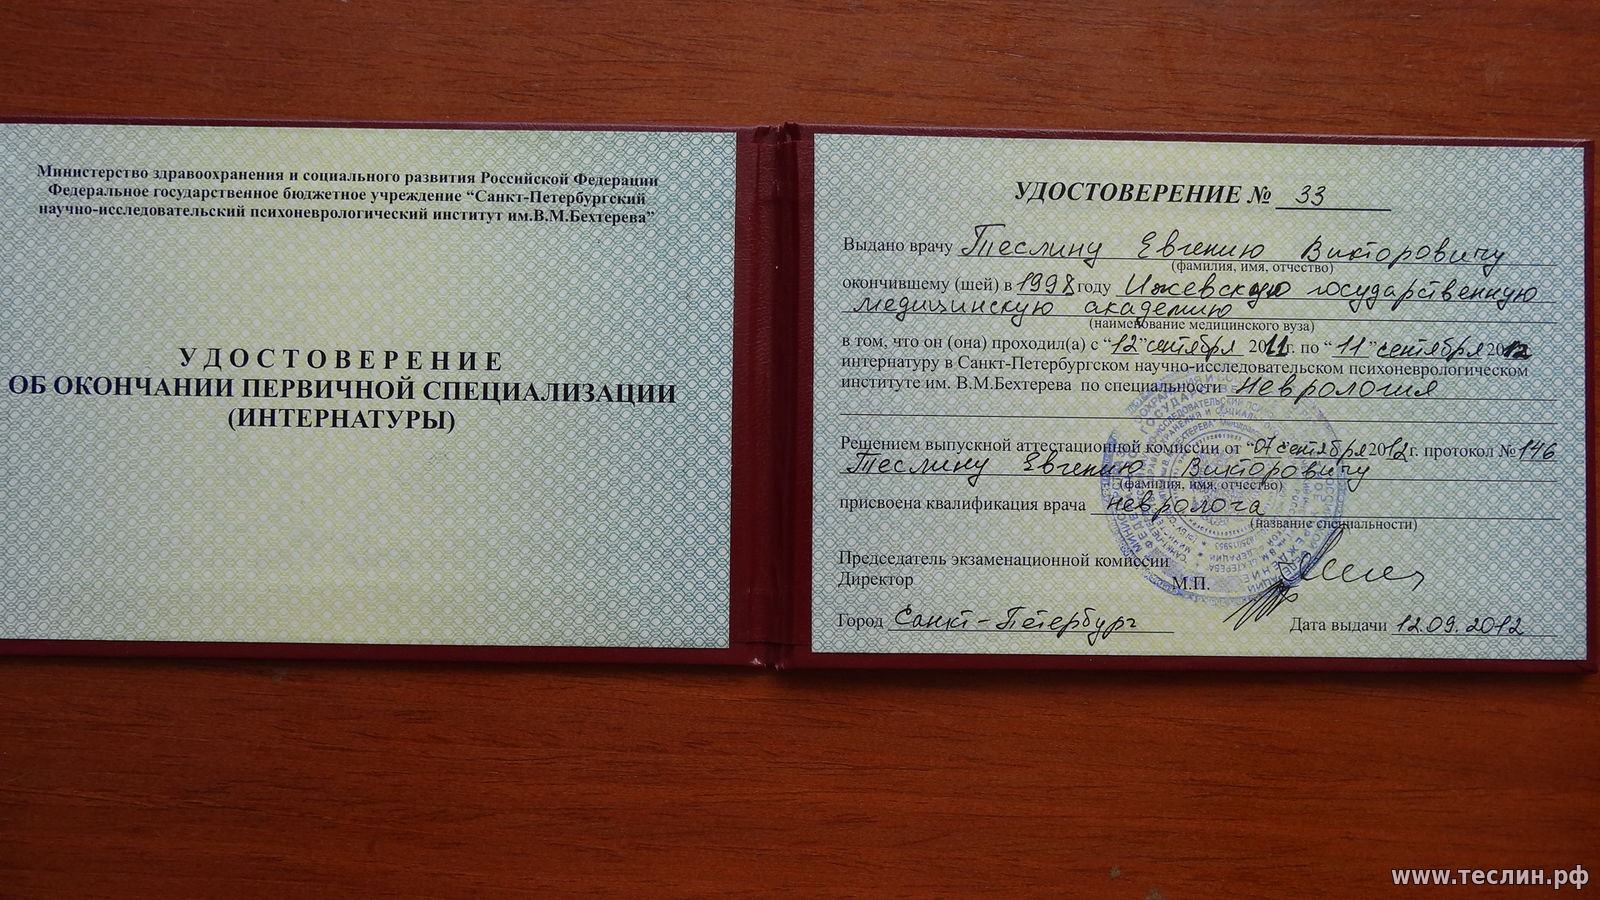 Министерство здравоохранения и социального развития Российской Федерации
Федеральное государственное бюджетное учреждение “Санкт-Петербургский
научно-исследовательский психоневрологический институт им.В.М.Бехтерева”
УДОСТОВЕРЕНИЕ
ОБ ОКОНЧАНИИ ПЕРВИЧНОЙ СПЕЦИАЛИЗАЦИИ
(ИНТЕРНАТУРЫ)
УДОСТОВЕРЕНИЕ № 33
Выдано врачу Теслину Евгению Викторовичу
(фамилия, имя, отчество)
окончившему (шей) в 1998 году Ижевскую государственную
медицинскую академию
(наименование медицинского вуза)
в том, что он (она) проходил(а) с “12” сентября 2011 г. по “11” сентября 2012
интернатуру в Санкт-Петербургском научно-исследовательском психоневрологическом
институте им. В.М.Бехтерева по специальности неврология
Решением выпускной аттестационной комиссии от “07” сентября 2012 г. протокол № 146
Теслину Евгению Викторовичу
(фамилия, имя, отчество)
присвоена квалификация врача невролога
(название специальности)
Председатель экзаменационной комиссии
Директор М.П.
Город Санкт-Петербург Дата выдачи 12.09.2012
www.теслин.рф